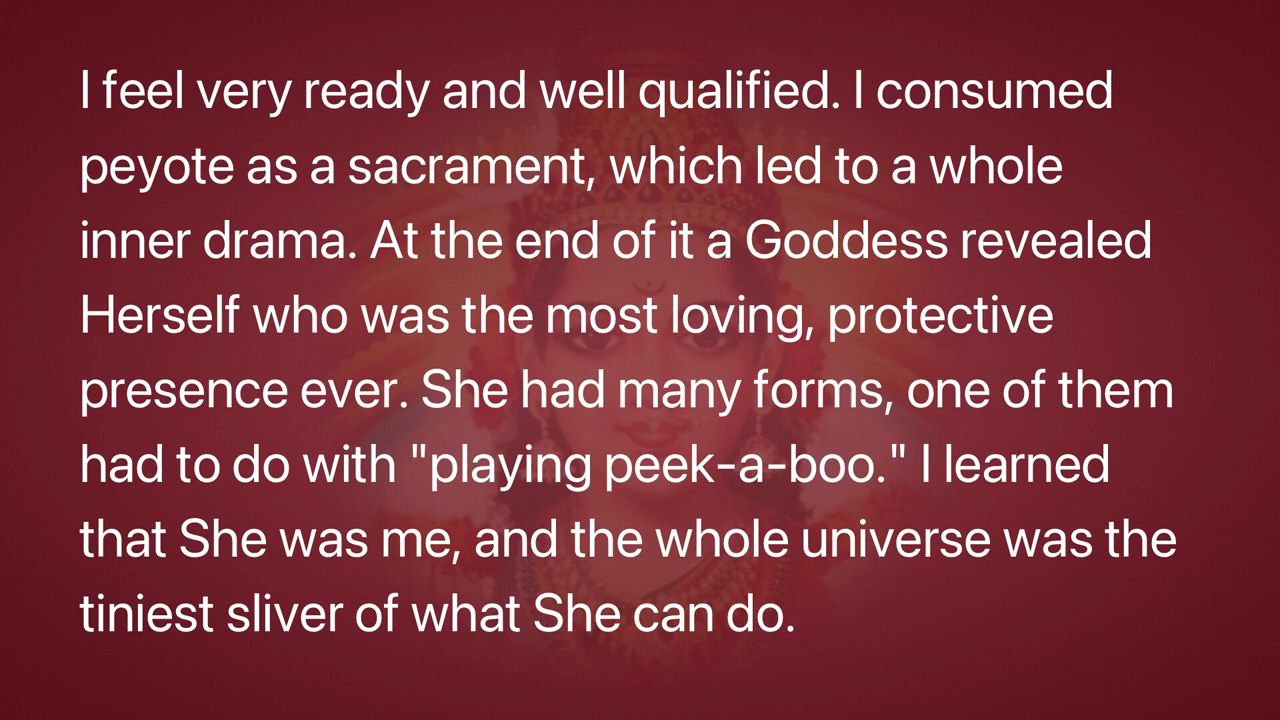 I feel very ready and well qualified. I consumed
peyote as a sacrament, which led to a whole
inner drama. At the end of it a Goddess revealed
Herself who was the most loving, protective
presence ever. She had many forms, one of them
had to do with "playing peek-a-boo." I learned
that She was me, and the whole universe was the
tiniest sliver of what She can do.